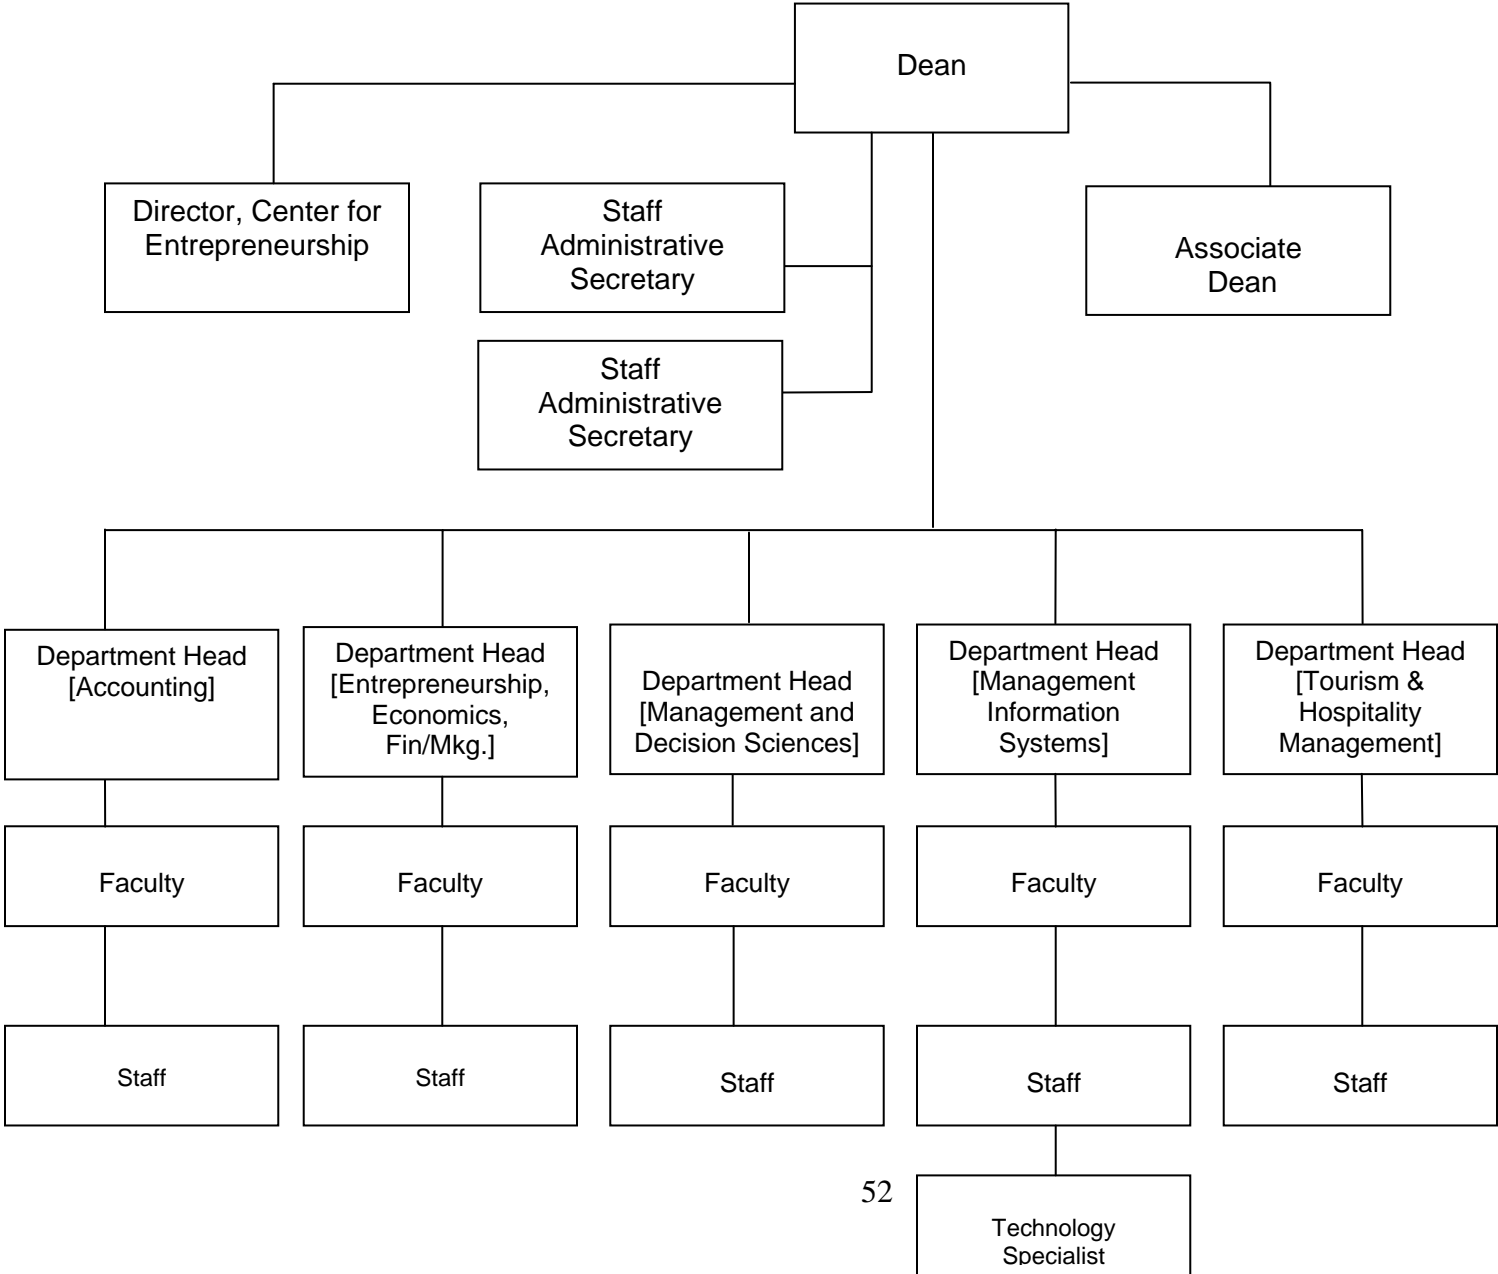 Dean
Director, Center for
Entrepreneurship
Staff
Administrative
Secretary
Associate
Dean
Staff
Administrative
Secretary
Department Head
[Accounting]
Department Head
[Entrepreneurship,
Economics,
Fin/Mkg.]
Department Head
[Management and
Decision Sciences]
Department Head
[Management
Information
Systems]
Department Head
[Tourism &
Hospitality
Management]
Faculty
Faculty
Faculty
Faculty
Faculty
Staff
Staff
Staff
Staff
Staff
52
Technology
Specialist